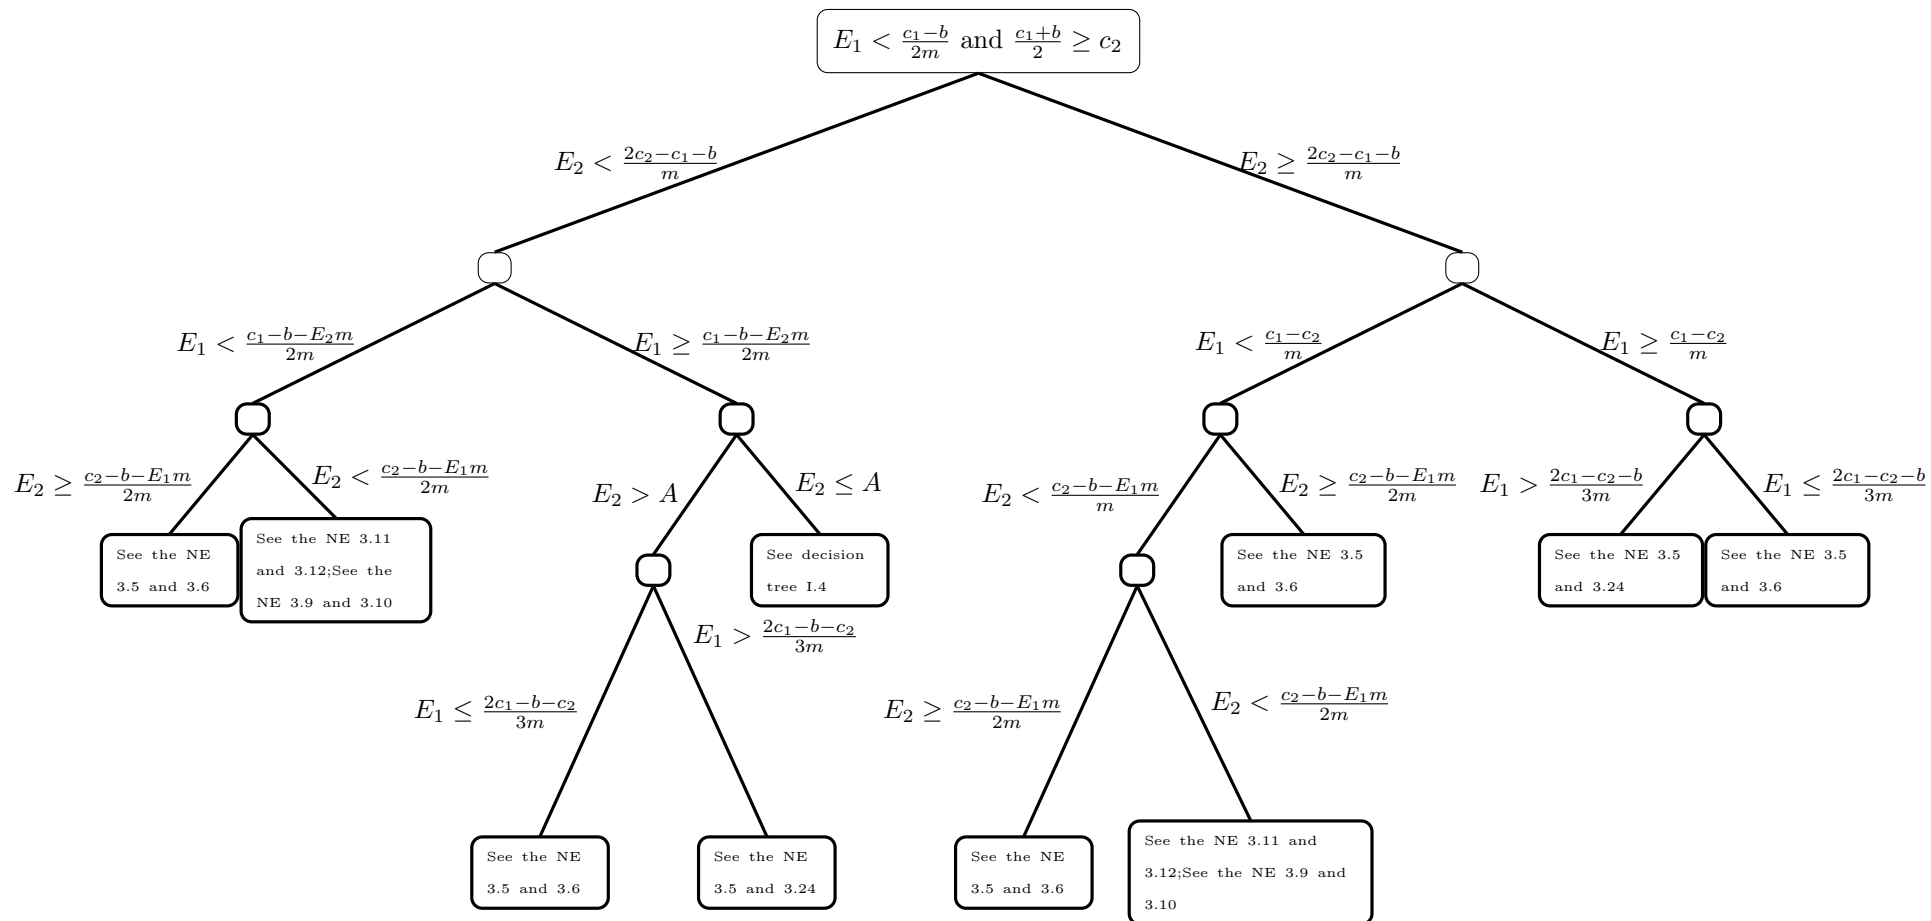 $E_1 < \frac{c_1-b}{2m}$ and $\frac{c_1+b}{2} \geq c_2$
$E_2 < \frac{2c_2-c_1-b}{m}$
$E_2 \geq \frac{2c_2-c_1-b}{m}$
$E_1 < \frac{c_1-b-E_2m}{2m}$
$E_1 \geq \frac{c_1-b-E_2m}{2m}$
$E_1 < \frac{c_1-c_2}{m}$
$E_1 \geq \frac{c_1-c_2}{m}$
$E_2 \geq \frac{c_2-b-E_1m}{2m}$
$E_2 < \frac{c_2-b-E_1m}{2m}$
$E_2 > A$
$E_2 \leq A$
$E_2 < \frac{c_2-b-E_1m}{m}$
$E_2 \geq \frac{c_2-b-E_1m}{2m}$
$E_1 > \frac{2c_1-c_2-b}{3m}$
$E_1 \leq \frac{2c_1-c_2-b}{3m}$
See the NE
3.5 and 3.6
See the NE 3.11
and 3.12;See the
NE 3.9 and 3.10
See decision
tree I.4
See the NE 3.5
and 3.6
See the NE 3.5
and 3.24
See the NE 3.5
and 3.6
$E_1 \leq \frac{2c_1-b-c_2}{3m}$
$E_1 > \frac{2c_1-b-c_2}{3m}$
$E_2 \geq \frac{c_2-b-E_1m}{2m}$
$E_2 < \frac{c_2-b-E_1m}{2m}$
See the NE
3.5 and 3.6
See the NE
3.5 and 3.24
See the NE
3.5 and 3.6
See the NE 3.11 and
3.12;See the NE 3.9 and
3.10